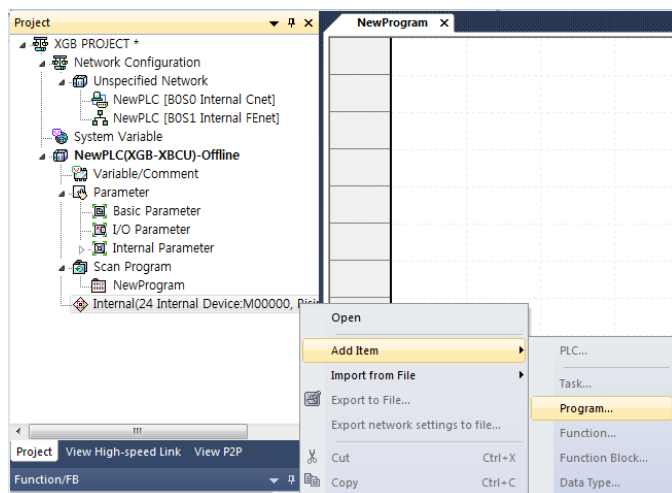 Project
NewProgram
XGB PROJECT *
Network Configuration
Unspecified Network
NewPLC [B0S0 Internal Cnet]
NewPLC [B0S1 Internal FEnet]
System Variable
NewPLC(XGB-XBCU)-Offline
Variable/Comment
Parameter
Basic Parameter
I/O Parameter
Internal Parameter
Scan Program
NewProgram
Internal(24 Internal Device:M00000,
Open
Add Item
Import from File
Export to File...
Export network settings to file...
Cut Ctrl+X
Copy Ctrl+C
PLC...
Task...
Program...
Function...
Function Block...
Data Type...
Project View High-speed Link View P2P
Function/FB